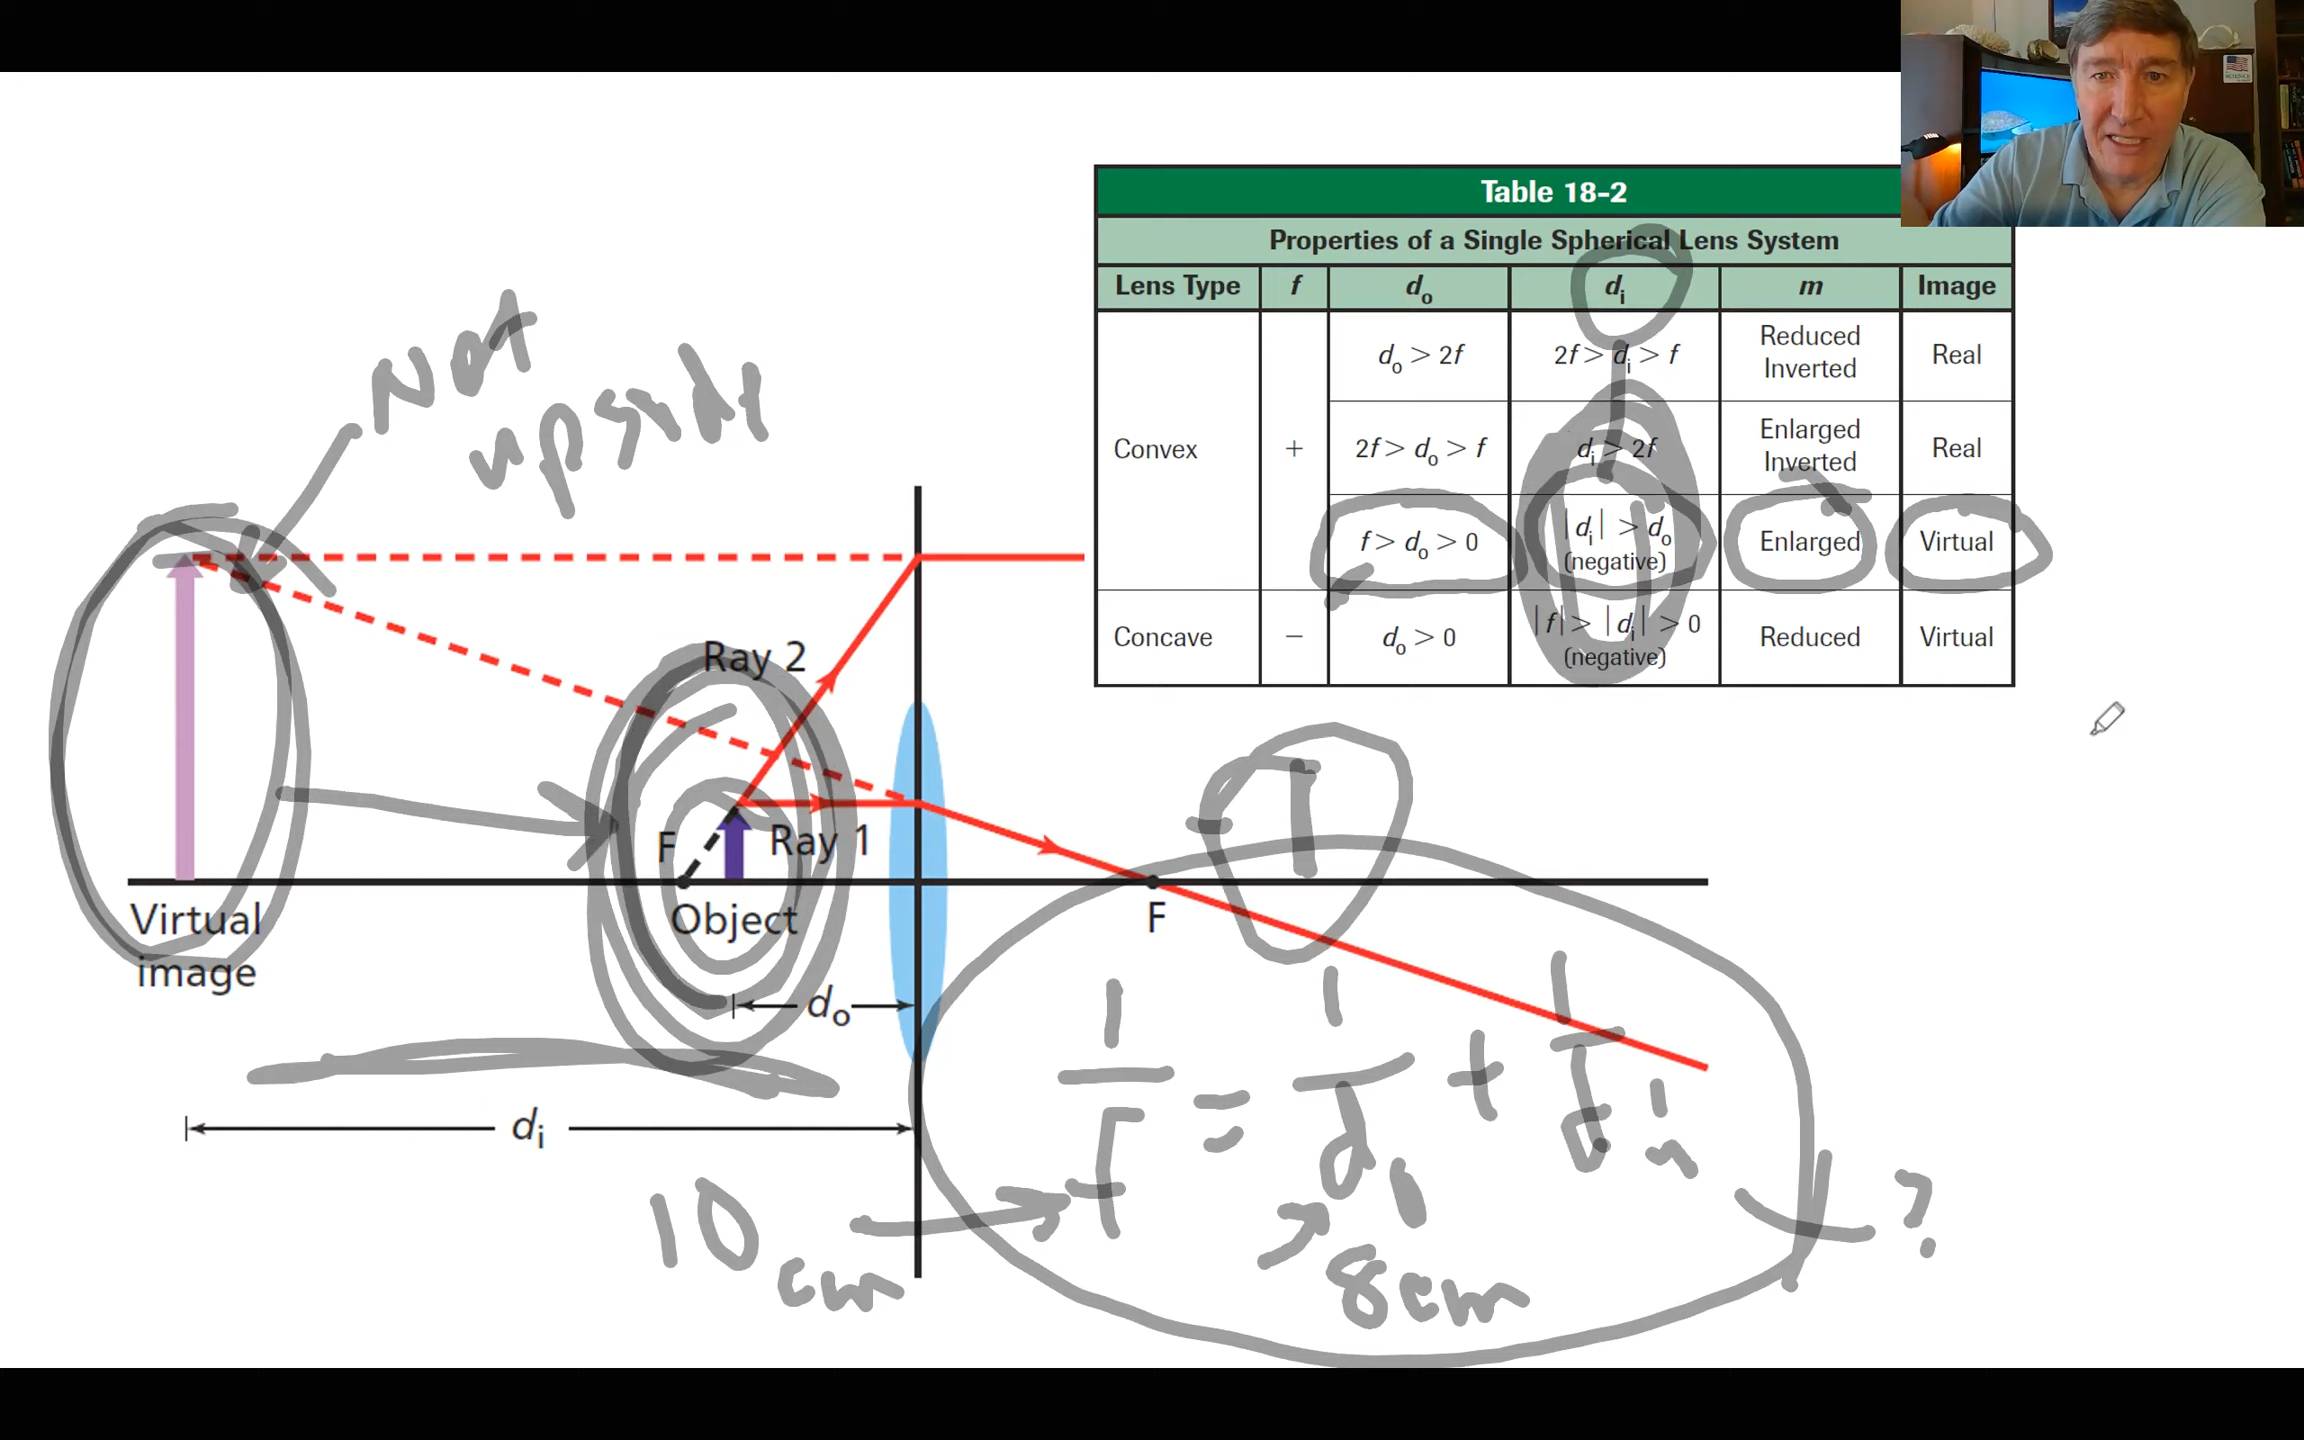 Table 18-2
Properties of a Single Spherical Lens System
Lens Type f do di m Image
Convex + do > 2f 2f > di > f Reduced Inverted Real
2f > do > f di > 2f Enlarged Inverted Real
f > do > 0 |di| > do (negative) Enlarged Virtual
Concave − do > 0 |f| > |di| > 0 (negative) Reduced Virtual
Not
upside
Ray 2
F
Ray 1
Virtual
image
Object
F
do
di
1/f = 1/do + 1/di
10 cm
8cm
?